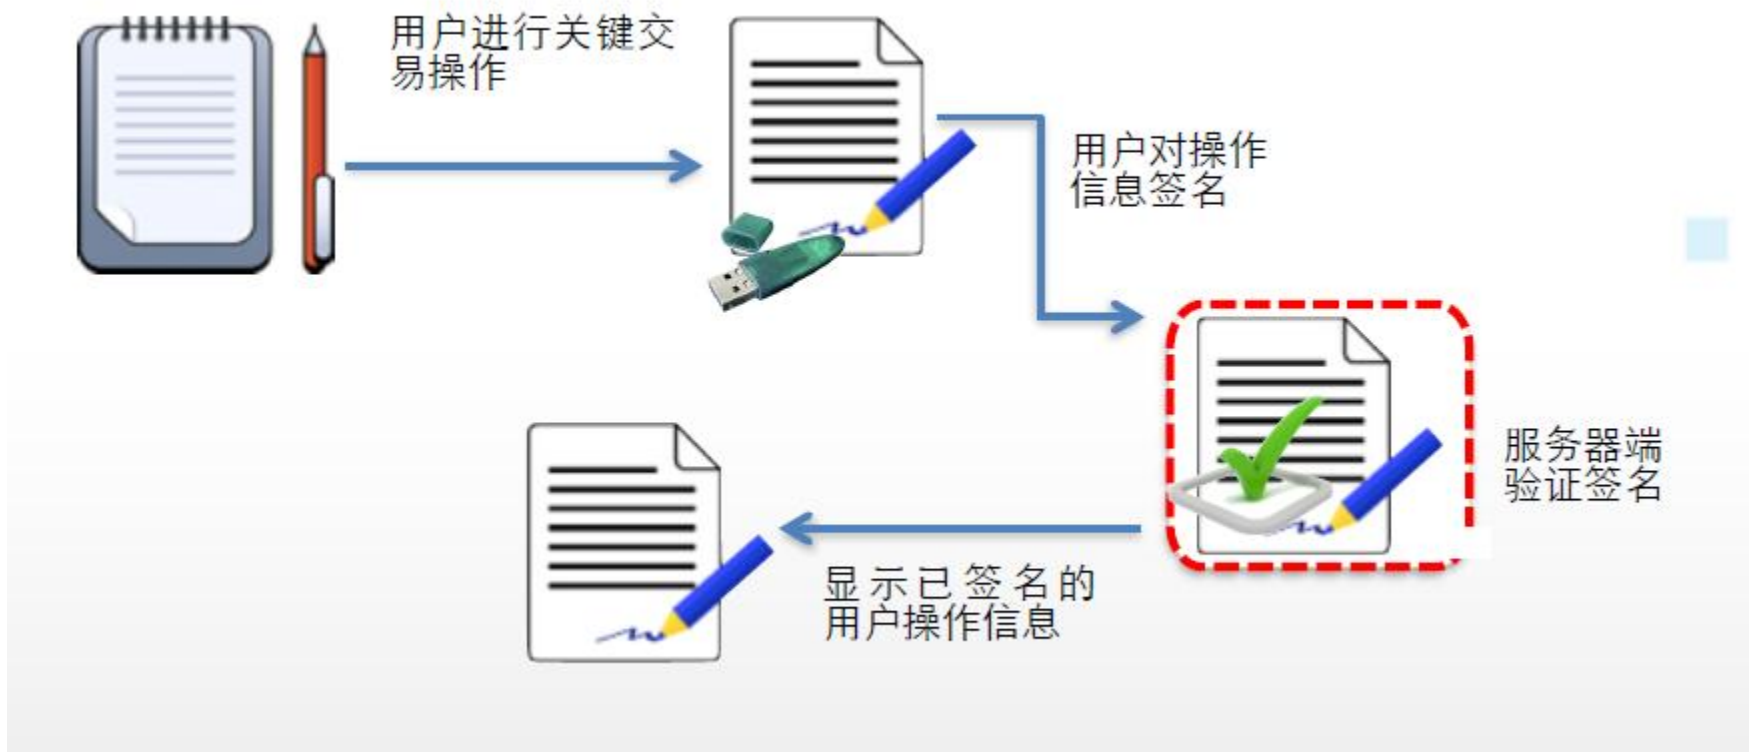 用户进行关键交
易操作
用户对操作
信息签名
服务器端
验证签名
显示已签名的
用户操作信息